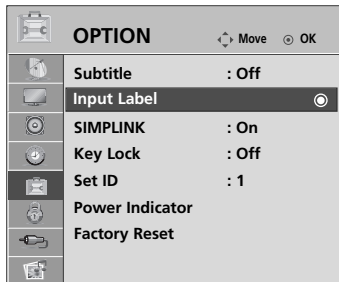 OPTION Move OK
Subtitle : Off
Input Label
SIMPLINK : On
Key Lock : Off
Set ID : 1
Power Indicator
Factory Reset